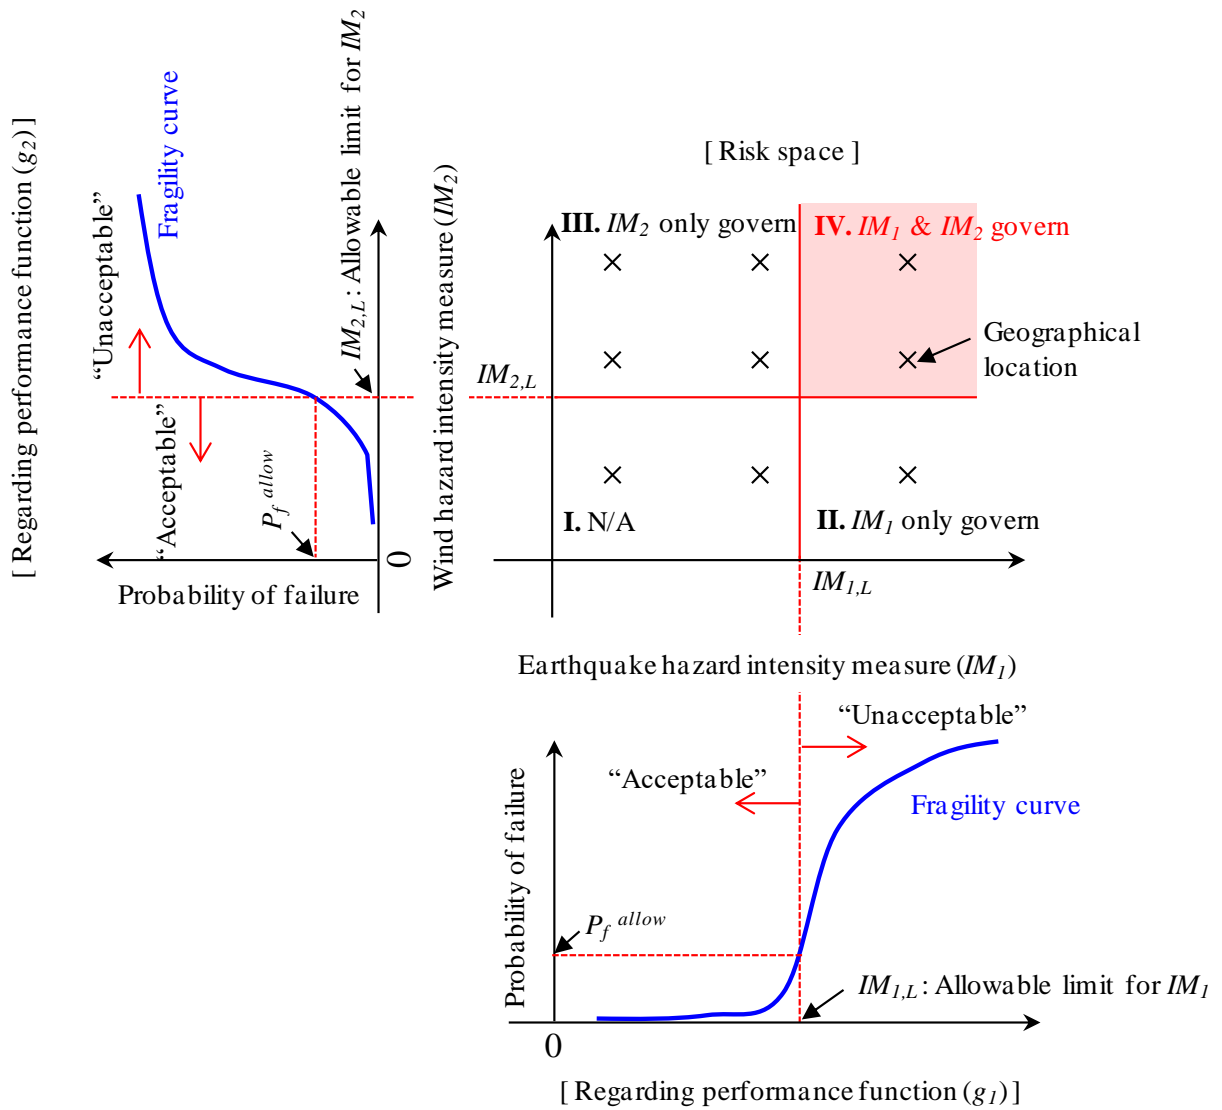 [ Regarding performance function (g2) ]
“Unacceptable”
“Acceptable”
Fragility curve
Pf allow
IM2,L : Allowable limit for IM2
0
Probability of failure
Wind hazard intensity measure (IM2)
[ Risk space ]
III. IM2 only govern
IV. IM1 & IM2 govern
Geographical
location
IM2,L
I. N/A
II. IM1 only govern
IM1,L
Earthquake hazard intensity measure (IM1)
“Unacceptable”
“Acceptable”
Fragility curve
Probability of failure
Pf allow
IM1,L : Allowable limit for IM1
0
[ Regarding performance function (g1) ]